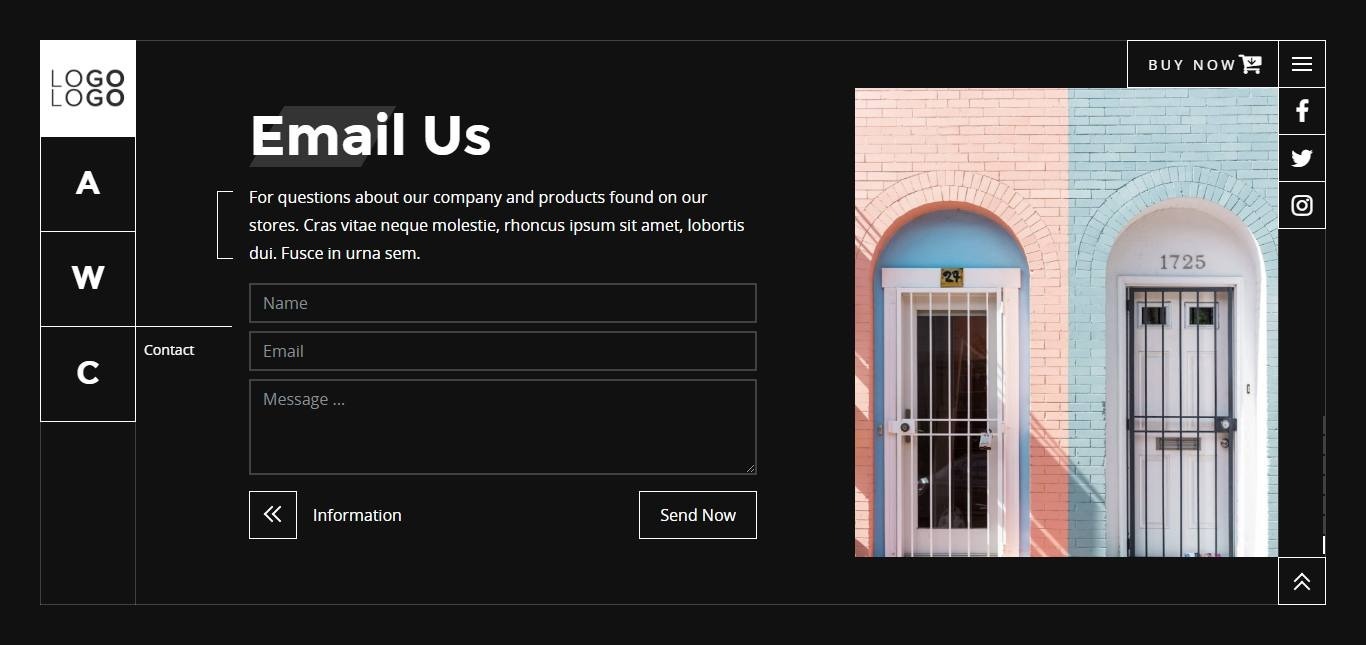 LOGO
LOGO
BUY NOW
A
W
C
Contact
Email Us
For questions about our company and products found on our
stores. Cras vitae neque molestie, rhoncus ipsum sit amet, lobortis
dui. Fusce in urna sem.
Name
Email
Message ...
Information
Send Now
24
1725